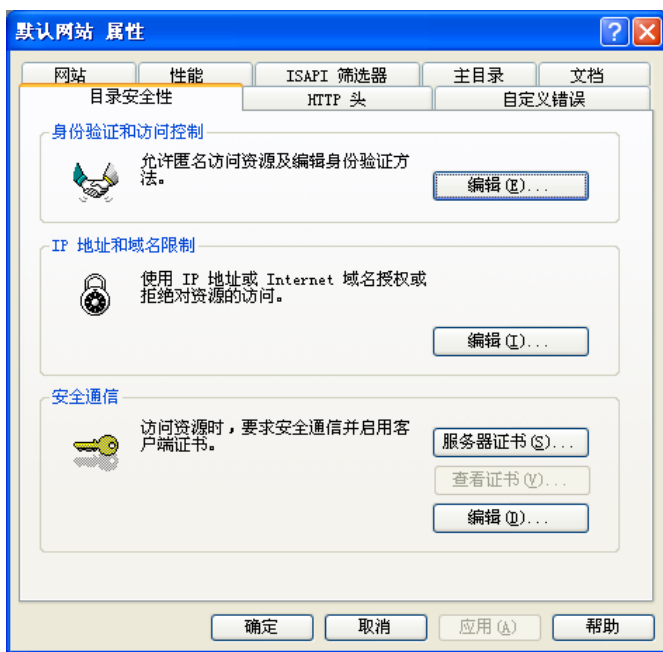 默认网站 属性
网站 性能 ISAPI 筛选器 主目录 文档
目录安全性 HTTP 头 自定义错误
身份验证和访问控制
允许匿名访问资源及编辑身份验证方
法。
编辑(E)...
IP 地址和域名限制
使用 IP 地址或 Internet 域名授权或
拒绝对资源的访问。
编辑(I)...
安全通信
访问资源时，要求安全通信并启用客
户端证书。
服务器证书(S)...
查看证书(V)...
编辑(D)...
确定 取消 应用(A) 帮助